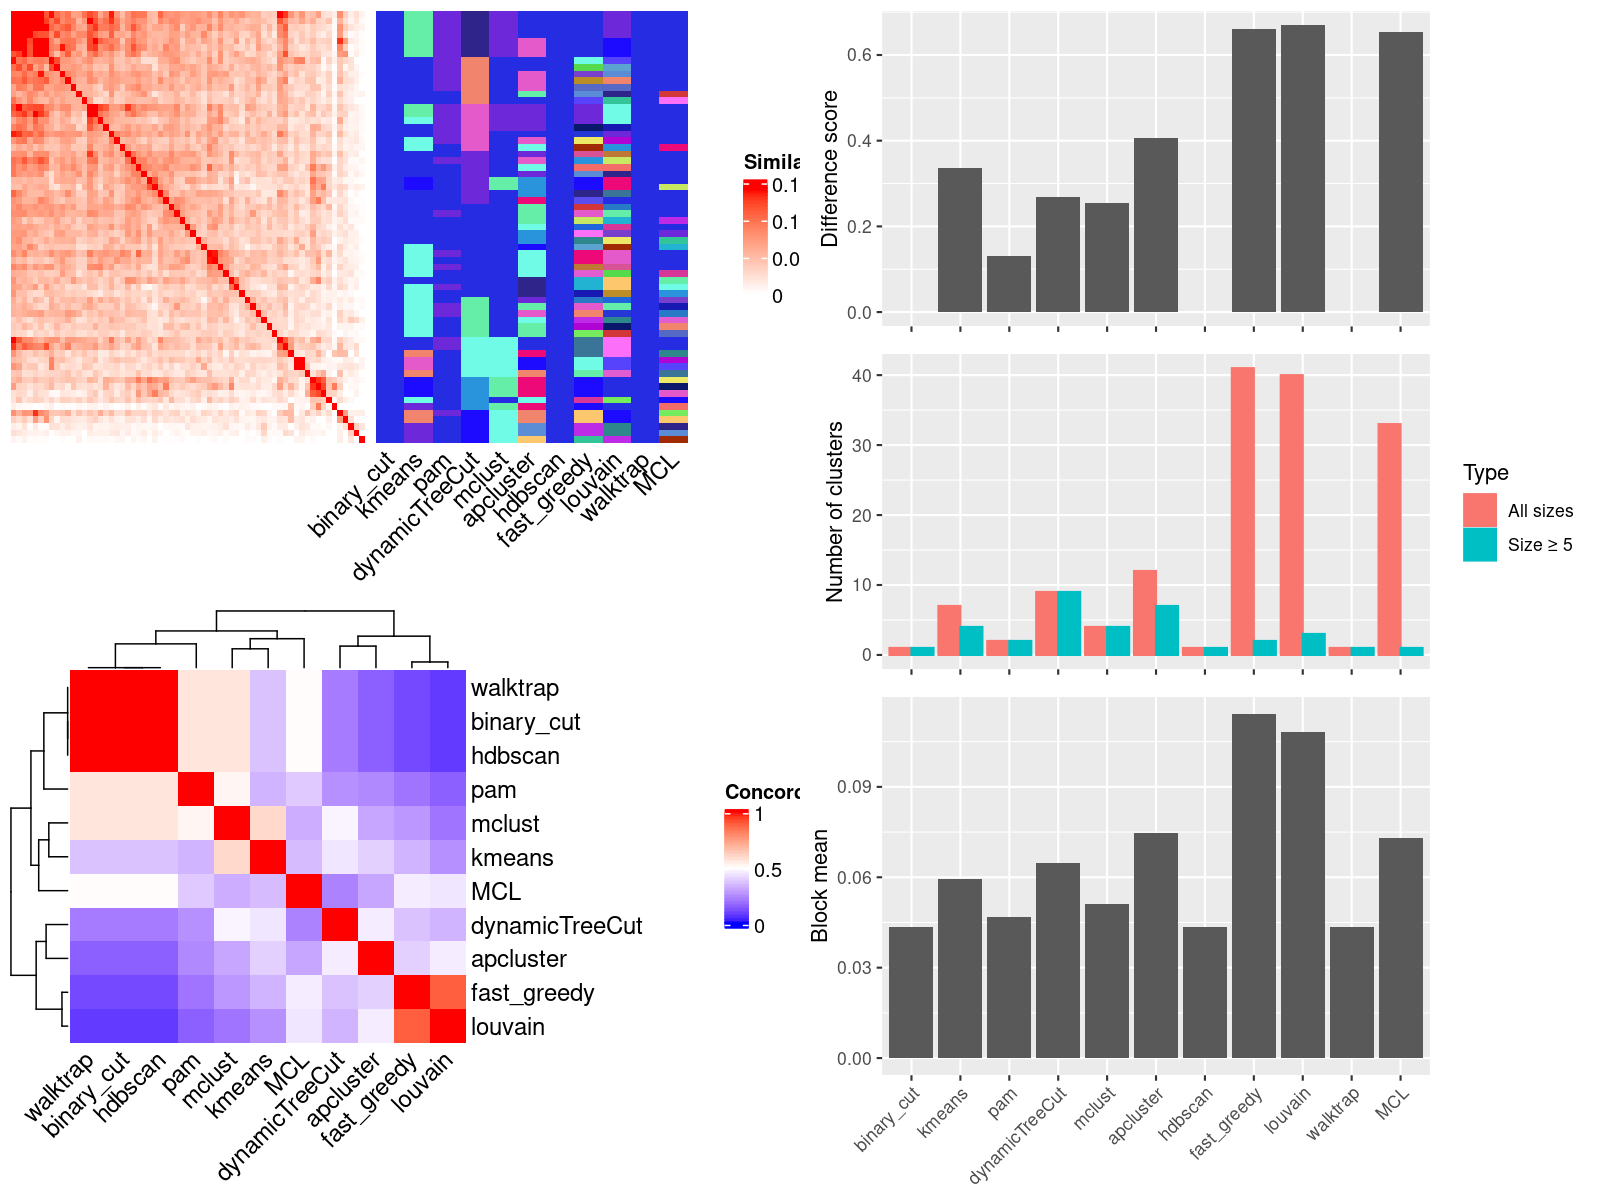 Simila
0.1
0.1
0.0
0
binary_cut
kmeans
pam
dynamicTreeCut
mclust
apcluster
hdbscan
fast_greedy
louvain
walktrap
MCL
walktrap
binary_cut
hdbscan
pam
mclust
kmeans
MCL
dynamicTreeCut
apcluster
fast_greedy
louvain
walktrap
binary_cut
hdbscan
pam
mclust
kmeans
MCL
dynamicTreeCut
apcluster
fast_greedy
louvain
Concord
1
0.5
0
Difference score
0.6
0.4
0.2
0.0
Number of clusters
40
30
20
10
0
Type
All sizes
Size ≥ 5
Block mean
0.09
0.06
0.03
0.00
binary_cut
kmeans
pam
dynamicTreeCut
mclust
apcluster
hdbscan
fast_greedy
louvain
walktrap
MCL